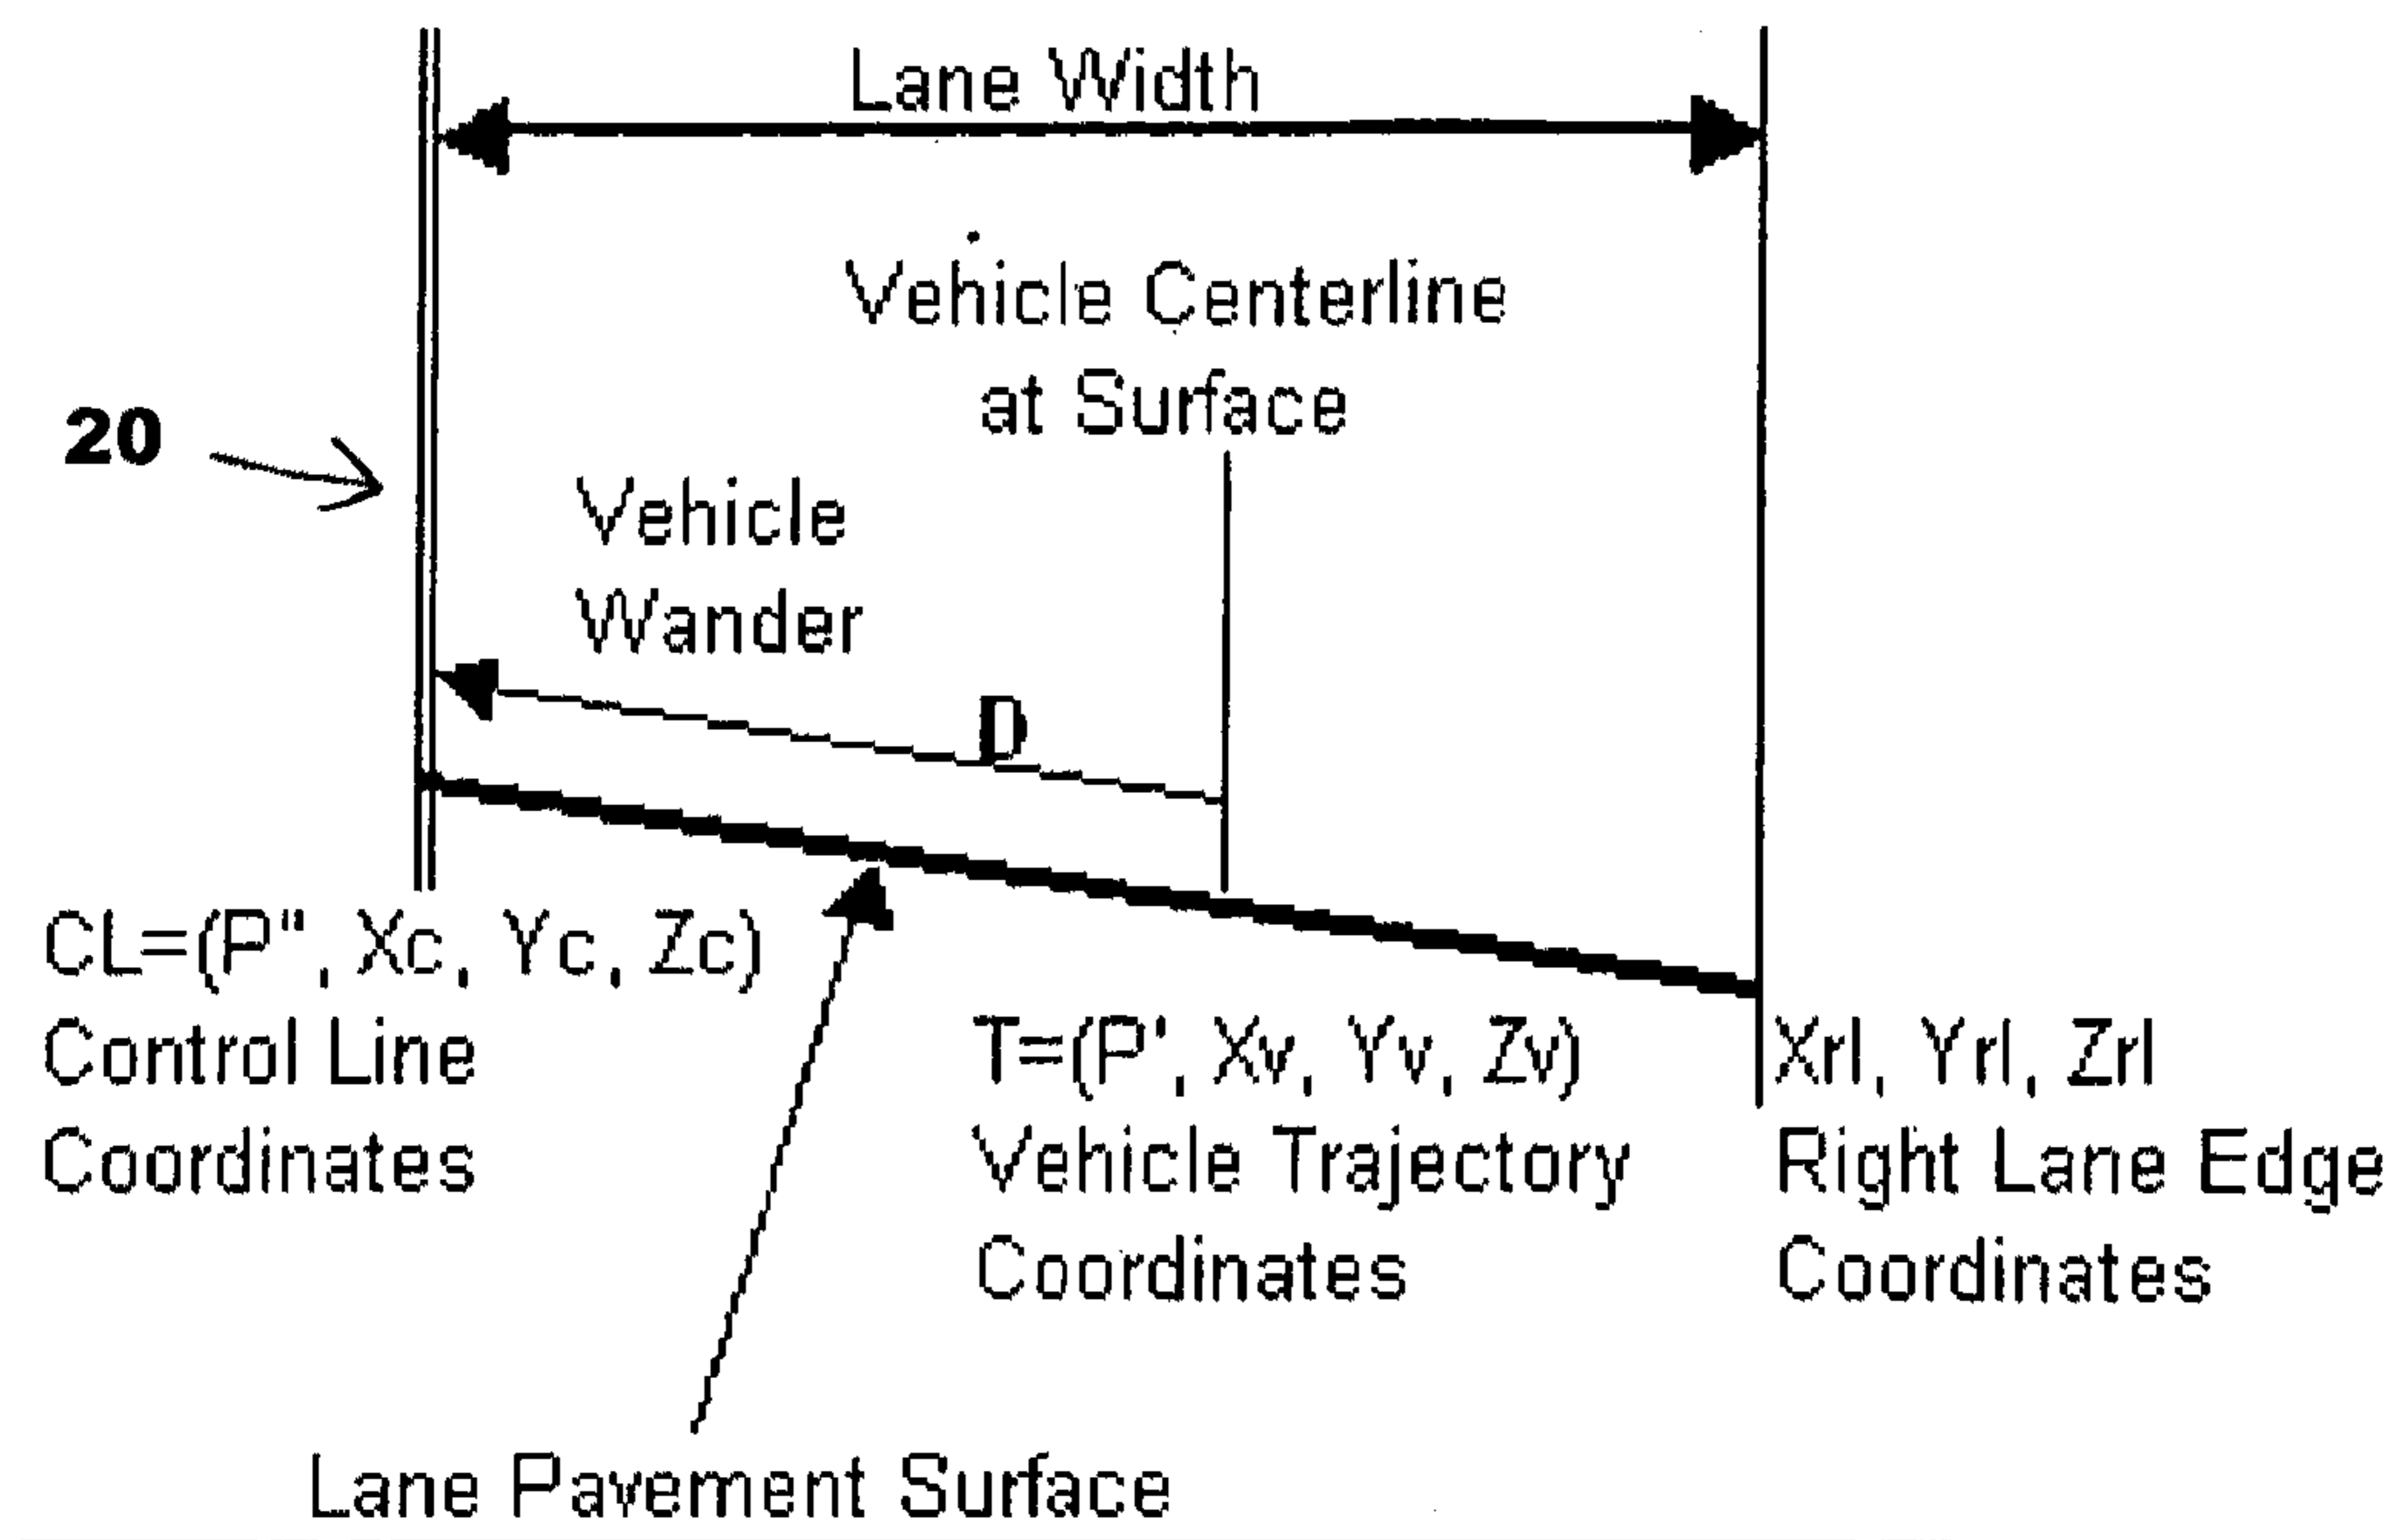 Lane Width
Vehicle Centerline
at Surface
20
Vehicle
Wander
D
CL=(P", Xc, Yc, Zc)
Control Line
Coordinates
T=(P', Xv, Yv, Zv)
Vehicle Trajectory
Coordinates
Xrl, Yrl, Zrl
Right Lane Edge
Coordinates
Lane Pavement Surface